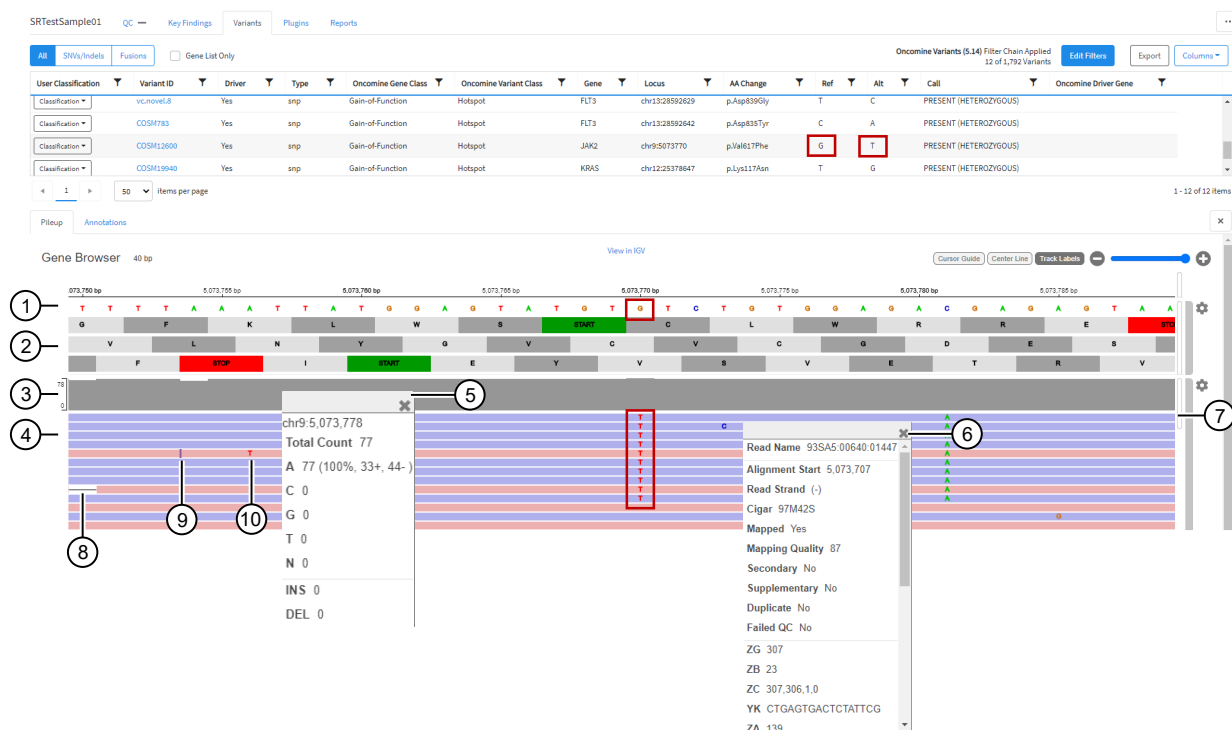 SRTestSample01 QC — Key Findings Variants Plugins Reports ...
All SNVs/Indels Fusions Gene List Only Oncomine Variants (5.14) Filter Chain Applied Edit Filters Export Columns
12 of 1,792 Variants
User Classification Variant ID Driver Type Oncomine Gene Class Oncomine Variant Class Gene Locus AA Change Ref Alt Call Oncomine Driver Gene
Classification vc.novel.8 Yes snp Gain-of-Function Hotspot FLT3 chr13:28592629 p.Asp839Gly T C PRESENT (HETEROZYGOUS)
Classification COSM783 Yes snp Gain-of-Function Hotspot FLT3 chr13:28592642 p.Asp835Tyr C A PRESENT (HETEROZYGOUS)
Classification COSM12600 Yes snp Gain-of-Function Hotspot JAK2 chr9:5073770 p.Val617Phe G T PRESENT (HETEROZYGOUS)
Classification COSM19940 Yes snp Gain-of-Function Hotspot KRAS chr12:25378647 p.Lys117Asn T G PRESENT (HETEROZYGOUS)
1 50 items per page 1 - 12 of 12 items
Pileup Annotations ×
View in IGV
Gene Browser 40 bp Cursor Guide Center Line Track Labels
,073,750 bp 5,073,755 bp 5,073,760 bp 5,073,765 bp 5,073,770 bp 5,073,775 bp 5,073,780 bp 5,073,785 bp
1 T T T T A A A T T A T G G A G T A T G T G T C T G T G G A G A C G A G A G T A A
G F K L W S START C L W R R E STO
2 V L N Y G V C V C G D E S
F STOP I START E Y V S V E T R V
3 78
0
4
5
chr9:5,073,778
Total Count 77
A 77 (100%, 33+, 44- )
C 0
G 0
T 0
N 0
INS 0
DEL 0
T A
T C A
T A
T A
T T A
T A
T A
T A
T A
G
6
7
8
9
10
Read Name 93SA5:00640:01447
Alignment Start 5,073,707
Read Strand (-)
Cigar 97M42S
Mapped Yes
Mapping Quality 87
Secondary No
Supplementary No
Duplicate No
Failed QC No
ZG 307
ZB 23
ZC 307,306,1,0
YK CTGAGTGACTCTATTCG
ZA 139